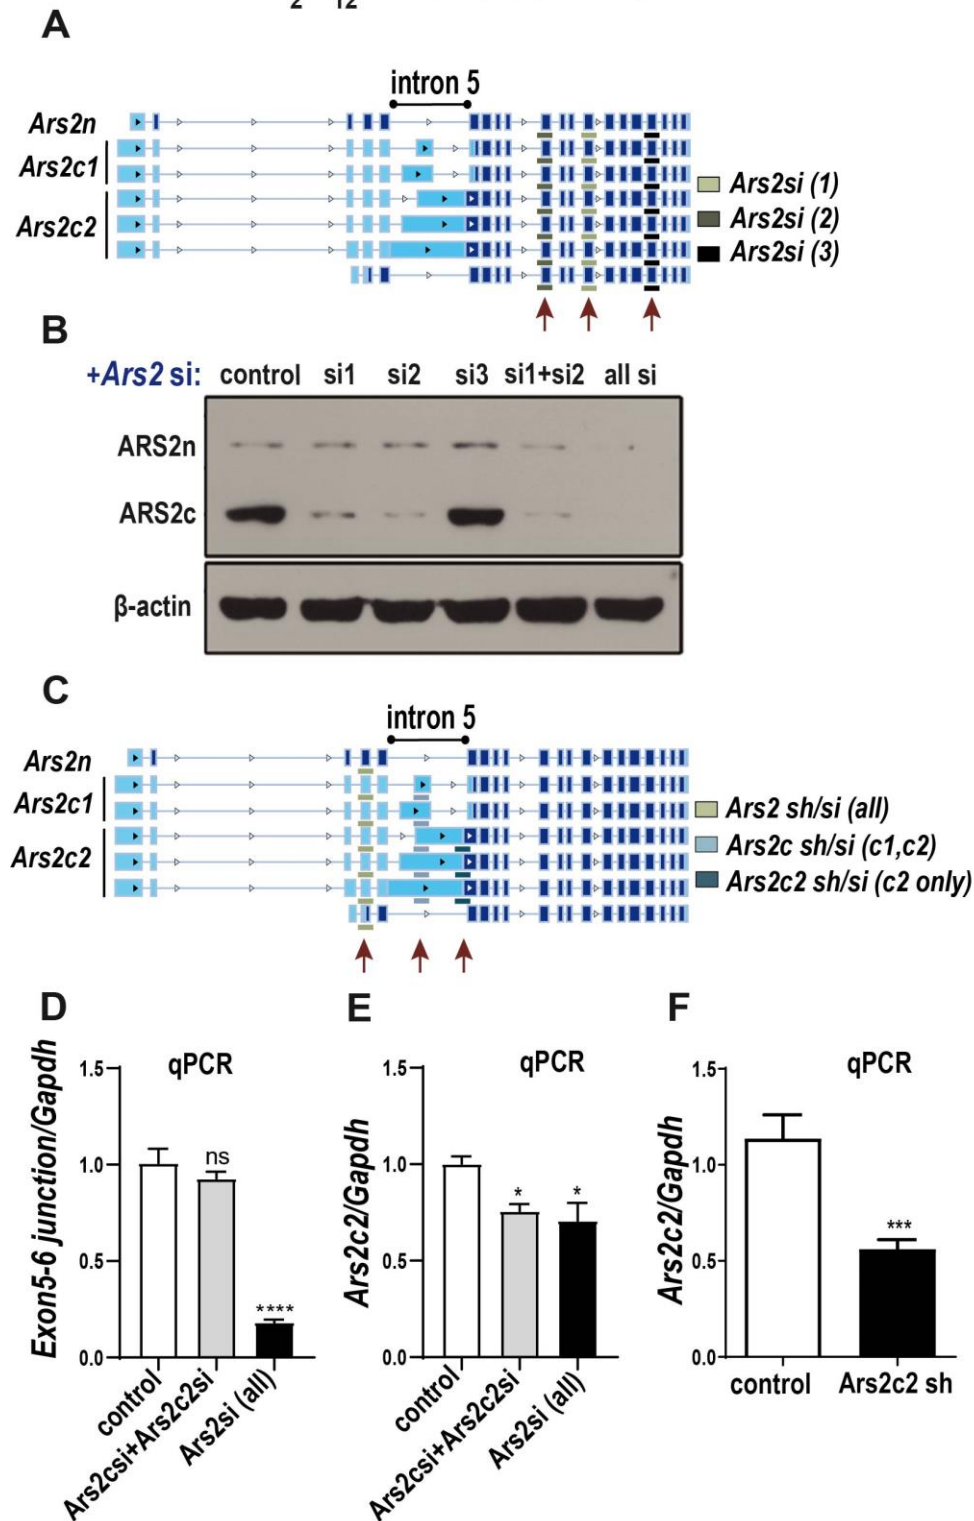 2 12
A
intron 5
Ars2n
Ars2c1
Ars2c2
Ars2si (1)
Ars2si (2)
Ars2si (3)
B
+Ars2 si: control si1 si2 si3 si1+si2 all si
ARS2n
ARS2c
β-actin
C
intron 5
Ars2n
Ars2c1
Ars2c2
Ars2 sh/si (all)
Ars2c sh/si (c1,c2)
Ars2c2 sh/si (c2 only)
D
qPCR
Exon5-6 junction/Gapdh
1.5
1.0
0.5
0.0
ns
****
control
Ars2csi+Ars2c2si
Ars2si (all)
E
qPCR
Ars2c2/Gapdh
1.5
1.0
0.5
0.0
*
*
control
Ars2csi+Ars2c2si
Ars2si (all)
F
qPCR
Ars2c2/Gapdh
1.5
1.0
0.5
0.0
***
control
Ars2c2 sh